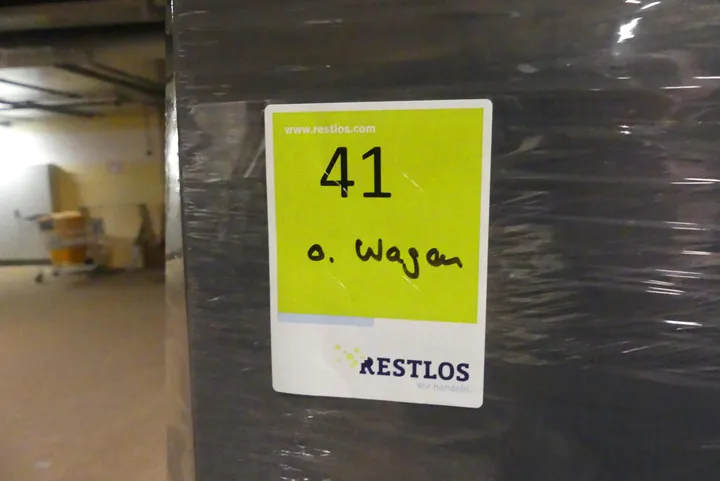 www.restlos.com
41
o. Wagen
RESTLOS
Wir handeln.